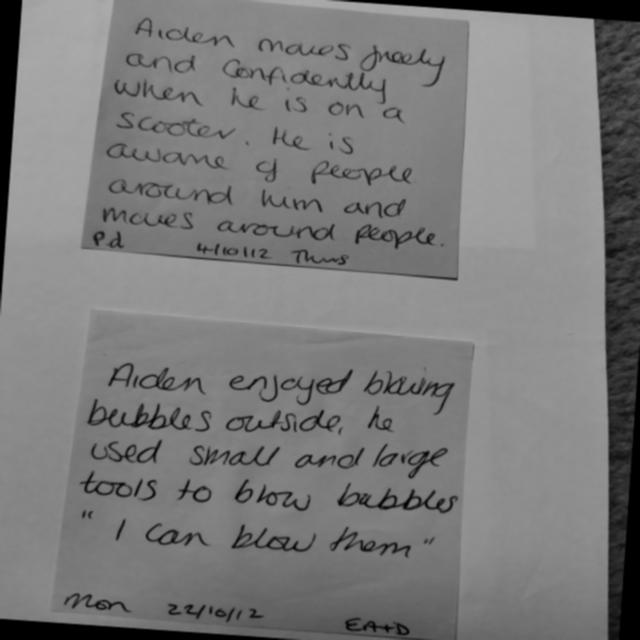 Aiden moves freely
and confidently
when he is on a
scooter. He is
aware of people
around him and
moves around people.
Pd 4/10/12 Thurs
Aiden enjoyed blowing
bubbles outside, he
used small and large
tools to blow bubbles
"I can blow them"
Mon 22/10/12 EA+D